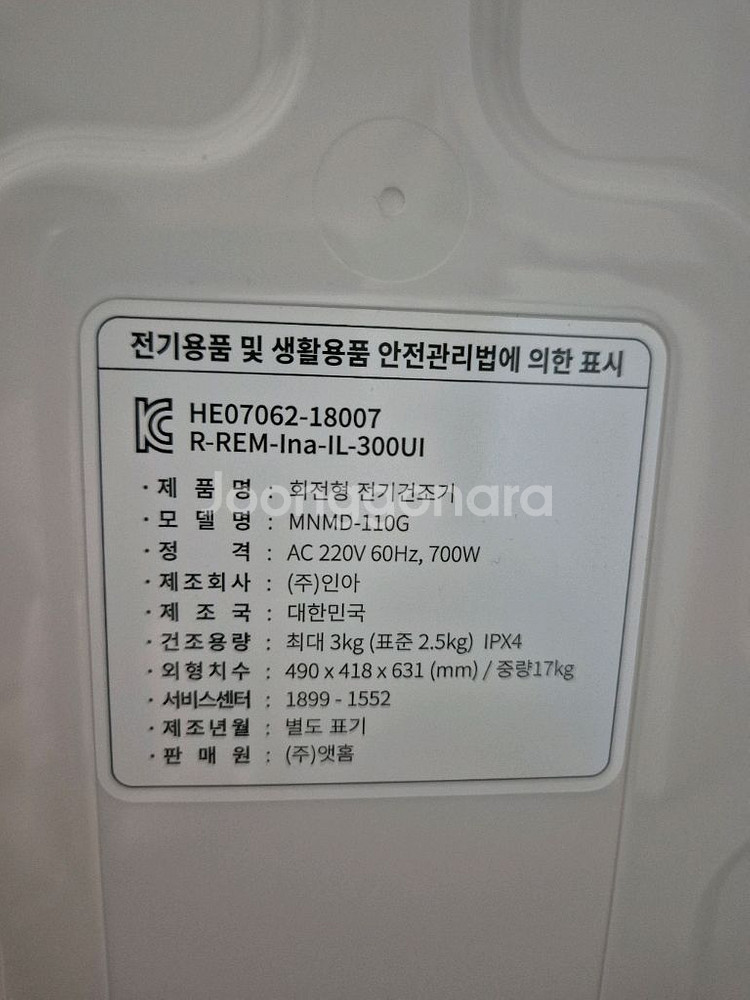 전기용품 및 생활용품 안전관리법에 의한 표시
HE07062-18007
R-REM-Ina-IL-300UI
· 제 품 명 : 회전형 전기건조기
Joonggonara
· 모 델 명 : MNMD-110G
· 정 격 : AC 220V 60Hz, 700W
· 제조회사 : (주)인아
· 제 조 국 : 대한민국
· 건조용량 : 최대 3kg (표준 2.5kg) IPX4
· 외형치수 : 490 x 418 x 631 (mm) / 중량17kg
· 서비스센터 : 1899 - 1552
· 제조년월 : 별도 표기
· 판 매 원 : (주)앳홈